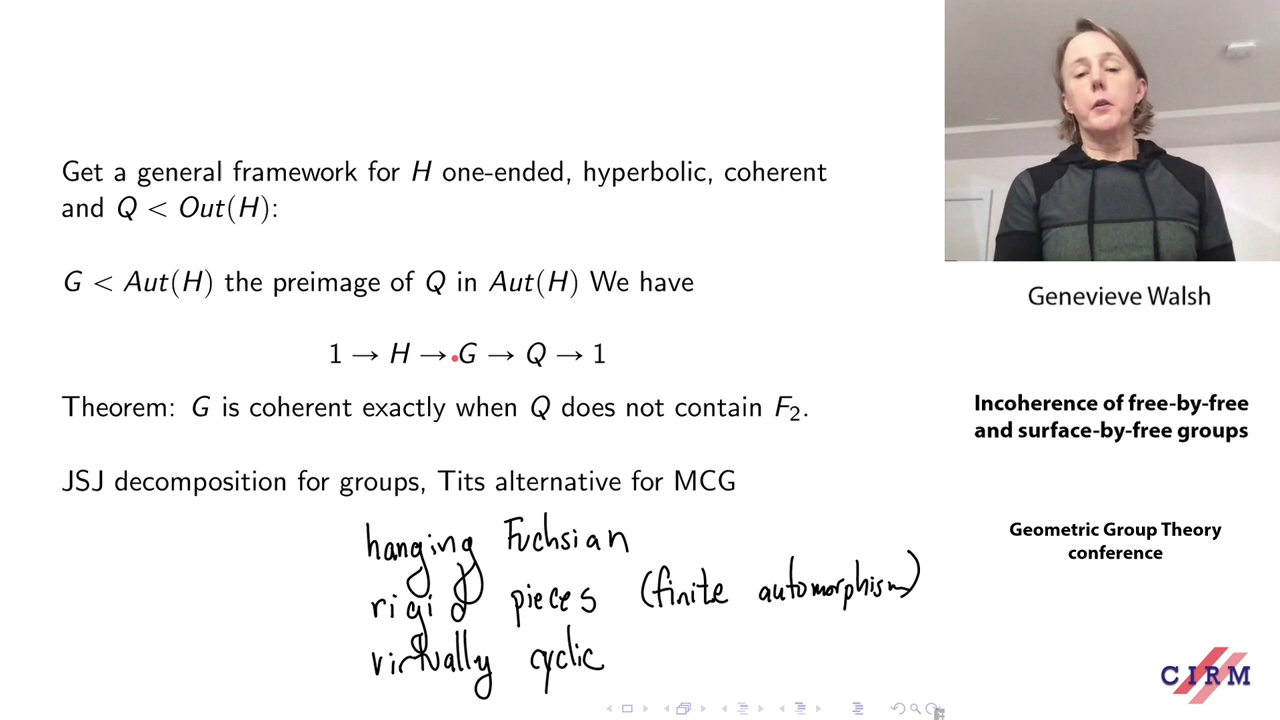 Get a general framework for H one-ended, hyperbolic, coherent
and Q < Out(H):
G < Aut(H) the preimage of Q in Aut(H) We have
1 → H → G → Q → 1
Theorem: G is coherent exactly when Q does not contain F₂.
JSJ decomposition for groups, Tits alternative for MCG
hanging Fuchsian
rigid pieces (finite automorphism)
virtually cyclic
Genevieve Walsh
Incoherence of free-by-free
and surface-by-free groups
Geometric Group Theory
conference
CIRM